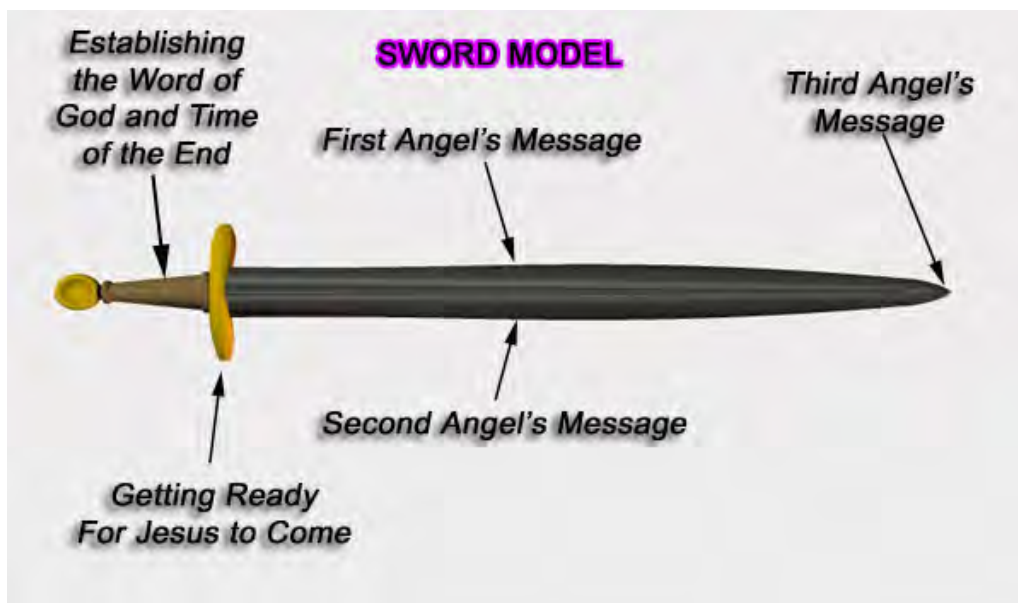 SWORD MODEL
Establishing
the Word of
God and Time
of the End
First Angel's Message
Third Angel's
Message
Second Angel's Message
Getting Ready
For Jesus to Come